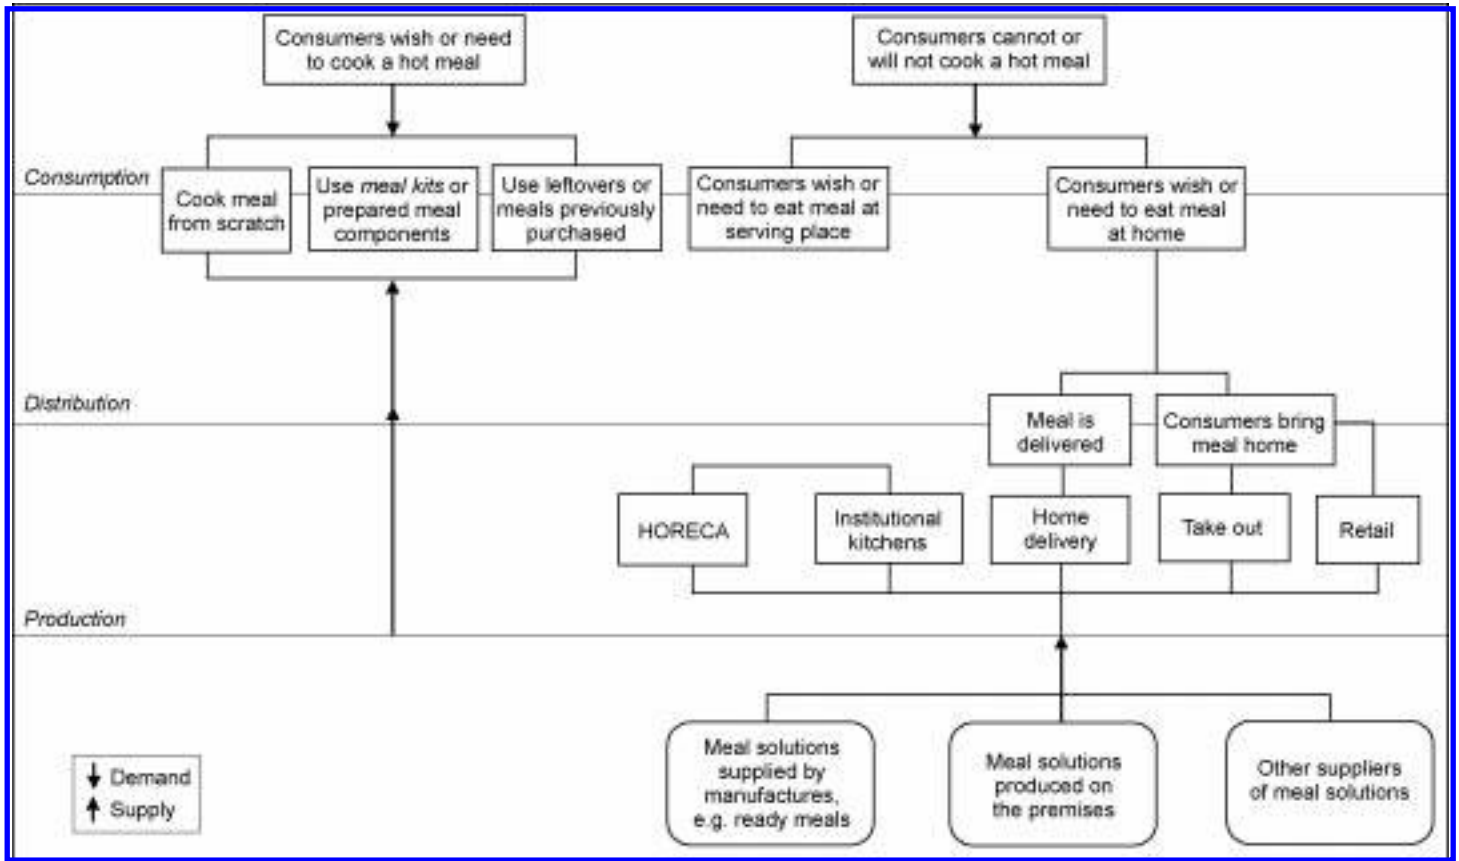 Consumers wish or need
to cook a hot meal
Consumers cannot or
will not cook a hot meal
Consumption
Cook meal
from scratch
Use meal kits or
prepared meal
components
Use leftovers or
meals previously
purchased
Consumers wish or
need to eat meal at
serving place
Consumers wish or
need to eat meal
at home
Distribution
Meal is
delivered
Consumers bring
meal home
HORECA
Institutional
kitchens
Home
delivery
Take out
Retail
Production
Meal solutions
supplied by
manufactures,
e.g. ready meals
Meal solutions
produced on
the premises
Other suppliers
of meal solutions
Demand
Supply